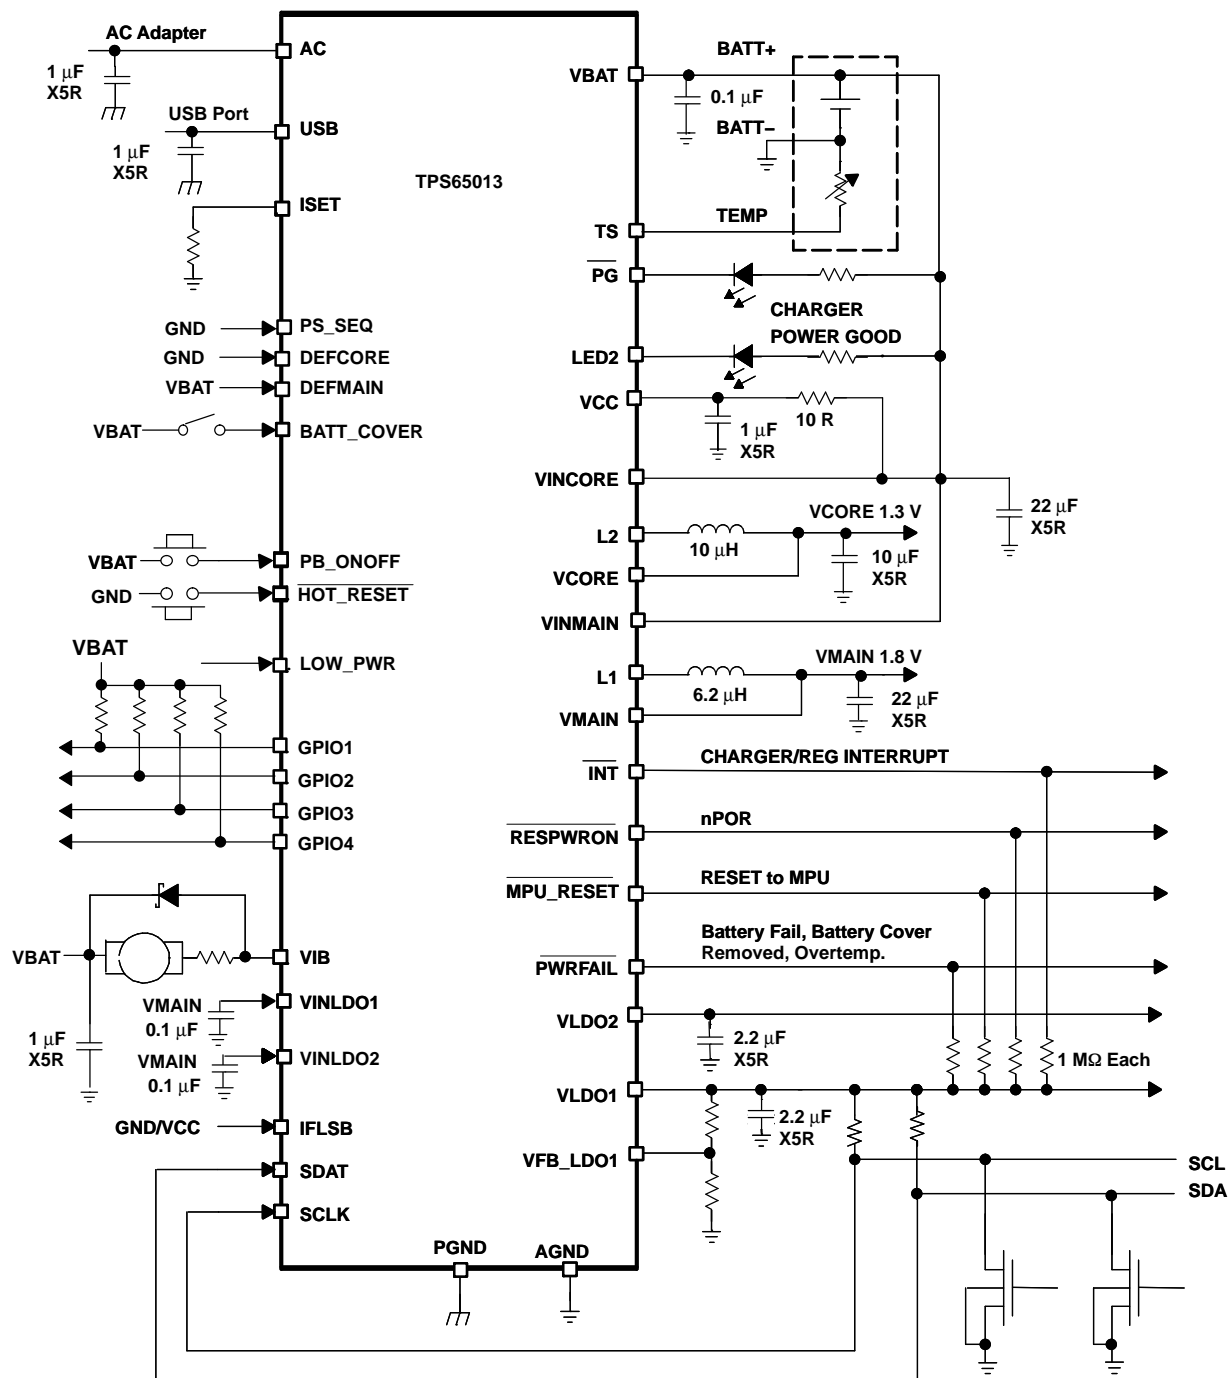 AC Adapter
AC
1 μF
X5R
USB Port
USB
1 μF
X5R
ISET
TPS65013
GND
PS_SEQ
GND
DEFCORE
VBAT
DEFMAIN
VBAT
BATT_COVER
VBAT
PB_ONOFF
GND
HOT_RESET
VBAT
LOW_PWR
GPIO1
GPIO2
GPIO3
GPIO4
VBAT
VIB
1 μF
X5R
VMAIN
0.1 μF
VINLDO1
VMAIN
0.1 μF
VINLDO2
GND/VCC
IFLSB
SDAT
SCLK
PGND
AGND
BATT+
VBAT
0.1 μF
BATT−
TEMP
TS
PG
CHARGER
POWER GOOD
LED2
VCC
10 R
1 μF
X5R
VINCORE
22 μF
X5R
VCORE 1.3 V
L2
10 μH
10 μF
X5R
VCORE
VINMAIN
VMAIN 1.8 V
L1
6.2 μH
22 μF
X5R
VMAIN
CHARGER/REG INTERRUPT
INT
nPOR
RESPWRON
RESET to MPU
MPU_RESET
Battery Fail, Battery Cover
Removed, Overtemp.
PWRFAIL
VLDO2
2.2 μF
X5R
1 MΩ Each
VLDO1
2.2 μF
X5R
VFB_LDO1
SCL
SDA